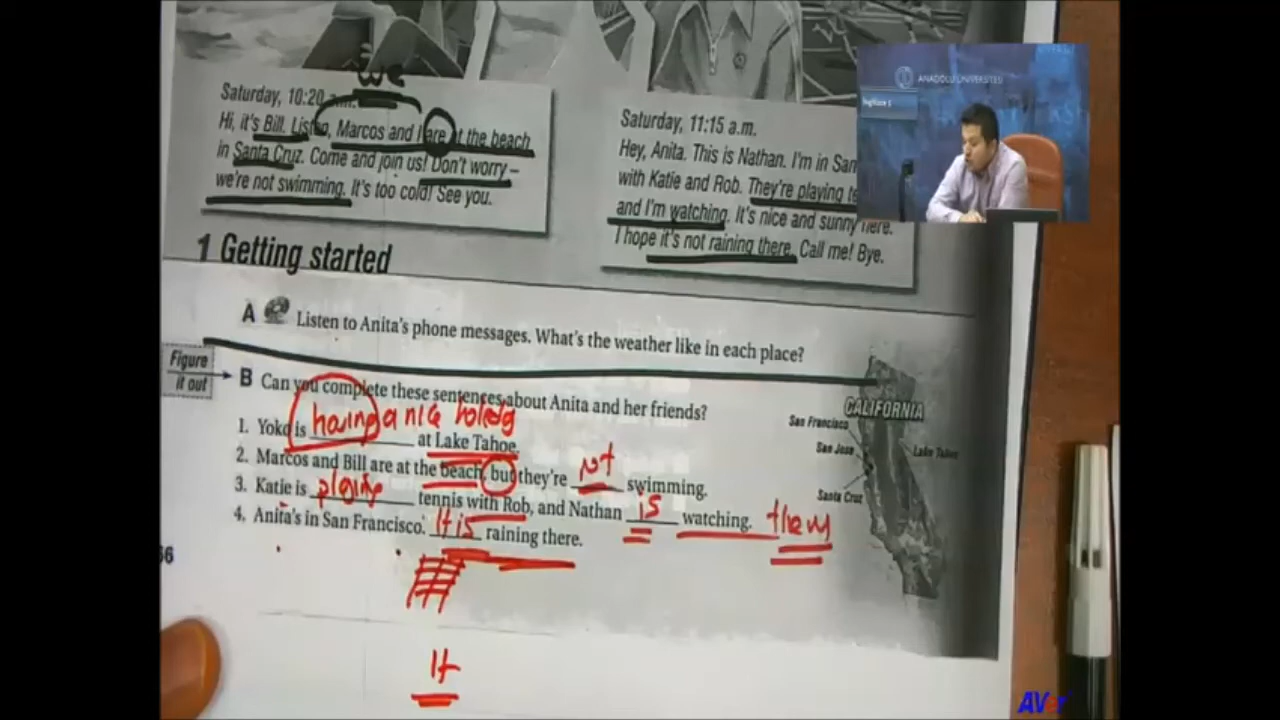 we
Saturday, 10:20 a.m.
Hi, it's Bill. Listen, Marcos and I are at the beach
in Santa Cruz. Come and join us! Don't worry –
we're not swimming. It's too cold! See you.
Saturday, 11:15 a.m.
Hey, Anita. This is Nathan. I'm in San
with Katie and Rob. They're playing te
and I'm watching. It's nice and sunny here.
I hope it's not raining there. Call me! Bye.
ANADOLU ÜNİVERSİTESİ
İngilizce 1
1 Getting started
A Listen to Anita's phone messages. What's the weather like in each place?
Figure
it out
B Can you complete these sentences about Anita and her friends?
having a nice
1. Yoko is ________ at Lake Tahoe.
2. Marcos and Bill are at the beach, but they're not swimming.
3. Katie is playing tennis with Rob, and Nathan is watching. them
4. Anita's in San Francisco. It is raining there.
CALIFORNIA
San Francisco
San Jose
Lake Tahoe
Santa Cruz
66
It
AVer